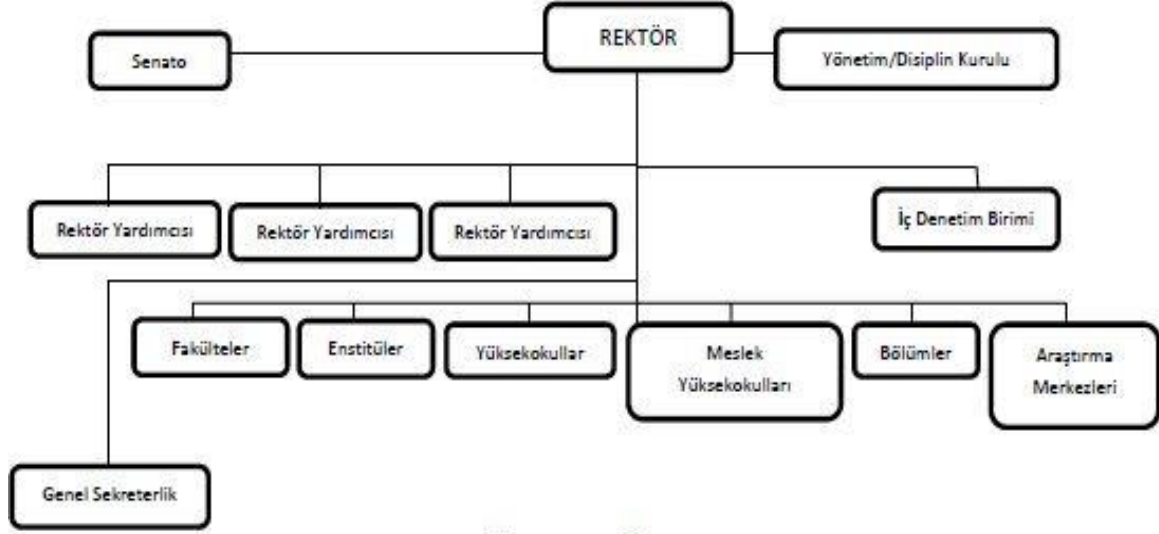 REKTÖR
Senato
Yönetim/Disiplin Kurulu
Rektör Yardımcısı
Rektör Yardımcısı
Rektör Yardımcısı
İç Denetim Birimi
Fakülteler
Enstitüler
Yüksekokullar
Meslek
Yüksekokulları
Bölümler
Araştırma
Merkezleri
Genel Sekreterlik